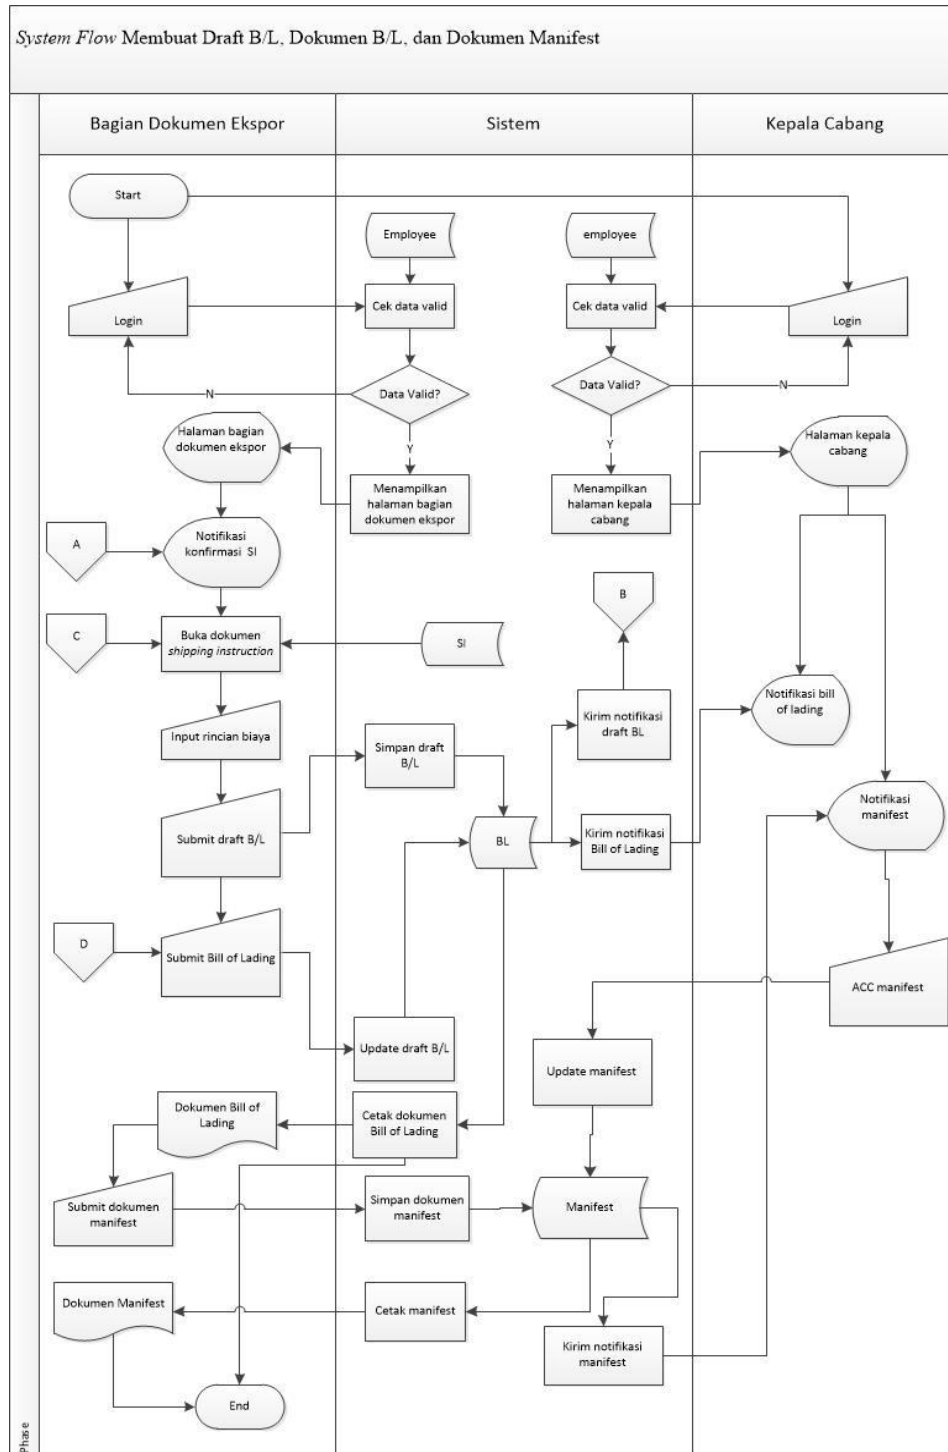 System Flow Membuat Draft B/L, Dokumen B/L, dan Dokumen Manifest
Bagian Dokumen Ekspor
Sistem
Kepala Cabang
Start
Employee
employee
Login
Cek data valid
Cek data valid
Login
N
Data Valid?
Data Valid?
N
Y
Y
Halaman bagian
dokumen ekspor
Menampilkan
halaman bagian
dokumen ekspor
Menampilkan
halaman kepala
cabang
Halaman kepala
cabang
A
Notifikasi
konfirmasi SI
B
C
Buka dokumen
shipping instruction
SI
Input rincian biaya
Simpan draft
B/L
Kirim notifikasi
draft BL
Notifikasi bill
of lading
Submit draft B/L
BL
Kirim notifikasi
Bill of Lading
Notifikasi
manifest
D
Submit Bill of Lading
ACC manifest
Update draft B/L
Update manifest
Dokumen Bill of
Lading
Cetak dokumen
Bill of Lading
Submit dokumen
manifest
Simpan dokumen
manifest
Manifest
Dokumen Manifest
Cetak manifest
Kirim notifikasi
manifest
End
Phase